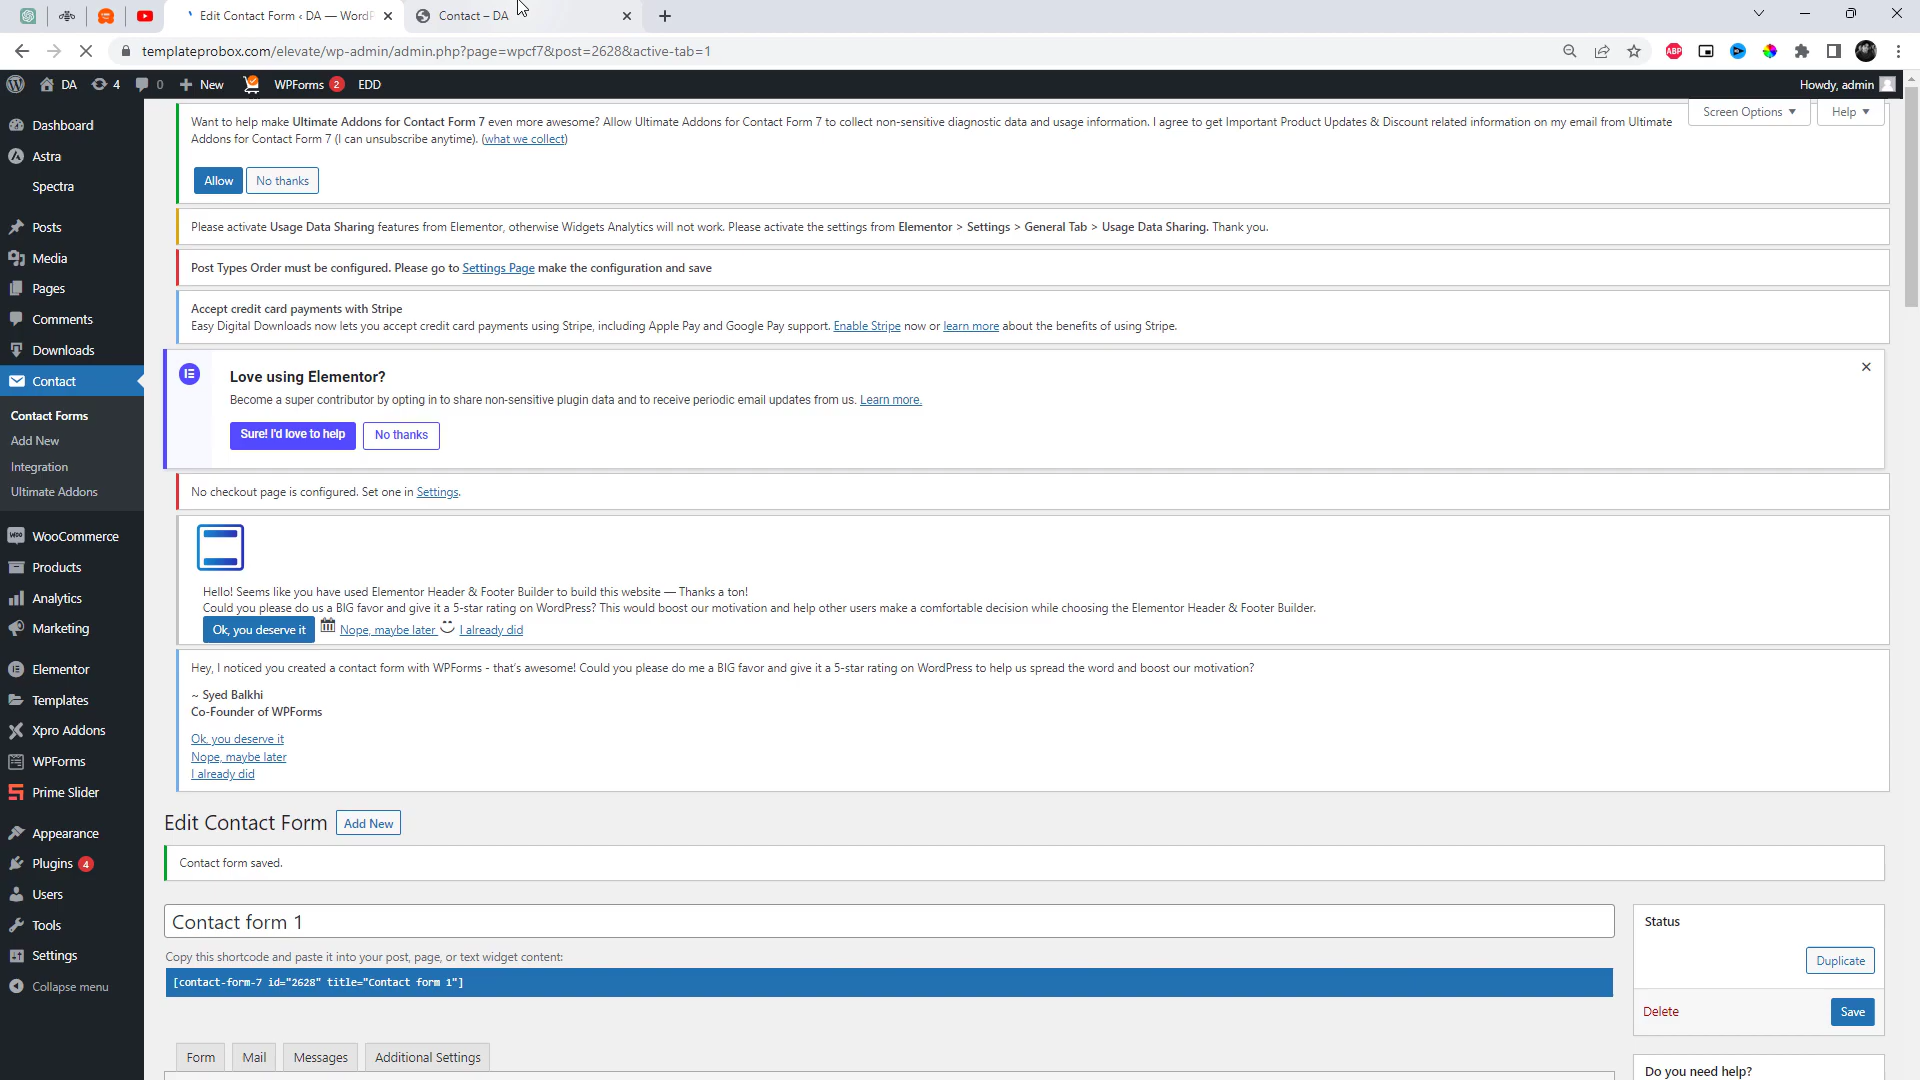 Edit Contact Form ‹ DA — WordP
Contact – DA
templateprobox.com/elevate/wp-admin/admin.php?page=wpcf7&post=2628&active-tab=1
ABP
DA
4
0
New
WPForms 2
EDD
Howdy, admin
Screen Options
Help
Dashboard
Astra
Spectra
Posts
Media
Pages
Comments
Downloads
Contact
Contact Forms
Add New
Integration
Ultimate Addons
WooCommerce
Products
Analytics
Marketing
Elementor
Templates
Xpro Addons
WPForms
Prime Slider
Appearance
Plugins 4
Users
Tools
Settings
Collapse menu
Want to help make Ultimate Addons for Contact Form 7 even more awesome? Allow Ultimate Addons for Contact Form 7 to collect non-sensitive diagnostic data and usage information. I agree to get Important Product Updates & Discount related information on my email from Ultimate
Addons for Contact Form 7 (I can unsubscribe anytime). (what we collect)
Allow
No thanks
Please activate Usage Data Sharing features from Elementor, otherwise Widgets Analytics will not work. Please activate the settings from Elementor > Settings > General Tab > Usage Data Sharing. Thank you.
Post Types Order must be configured. Please go to Settings Page make the configuration and save
Accept credit card payments with Stripe
Easy Digital Downloads now lets you accept credit card payments using Stripe, including Apple Pay and Google Pay support. Enable Stripe now or learn more about the benefits of using Stripe.
Love using Elementor?
Become a super contributor by opting in to share non-sensitive plugin data and to receive periodic email updates from us. Learn more.
Sure! I'd love to help
No thanks
No checkout page is configured. Set one in Settings.
Hello! Seems like you have used Elementor Header & Footer Builder to build this website — Thanks a ton!
Could you please do us a BIG favor and give it a 5-star rating on WordPress? This would boost our motivation and help other users make a comfortable decision while choosing the Elementor Header & Footer Builder.
Ok, you deserve it
Nope, maybe later
I already did
Hey, I noticed you created a contact form with WPForms - that's awesome! Could you please do me a BIG favor and give it a 5-star rating on WordPress to help us spread the word and boost our motivation?
~ Syed Balkhi
Co-Founder of WPForms
Ok, you deserve it
Nope, maybe later
I already did
Edit Contact Form
Add New
Contact form saved.
Contact form 1
Copy this shortcode and paste it into your post, page, or text widget content:
[contact-form-7 id="2628" title="Contact form 1"]
Form
Mail
Messages
Additional Settings
Status
Duplicate
Delete
Save
Do you need help?